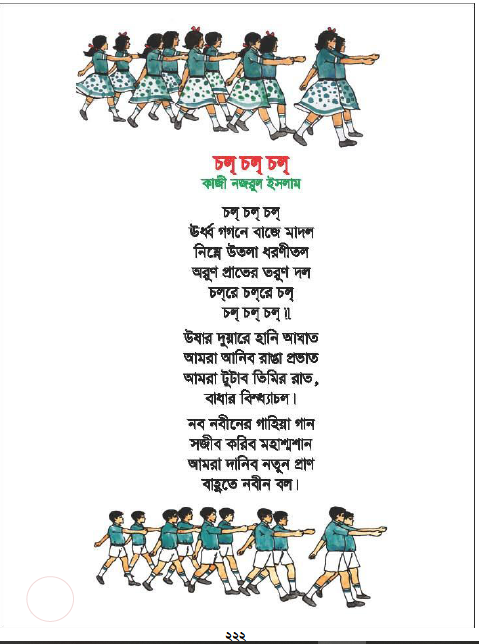 চল্ চল্ চল্
কাজী নজরুল ইসলাম
চল্ চল্ চল্
ঊর্ধ্ব গগনে বাজে মাদল
নিম্নে উতলা ধরণীতল
অরুণ প্রাতের তরুণ দল
চল্‌রে চল্‌রে চল্
চল্ চল্ চল্॥
ঊষার দুয়ারে হানি আঘাত
আমরা আনিব রাঙা প্রভাত
আমরা টুটাব তিমির রাত,
বাধার বিন্ধ্যাচল।
নব নবীনের গাহিয়া গান
সজীব করিব মহাশ্মশান
আমরা দানিব নতুন প্রাণ
বাহুতে নবীন বল।
২২২